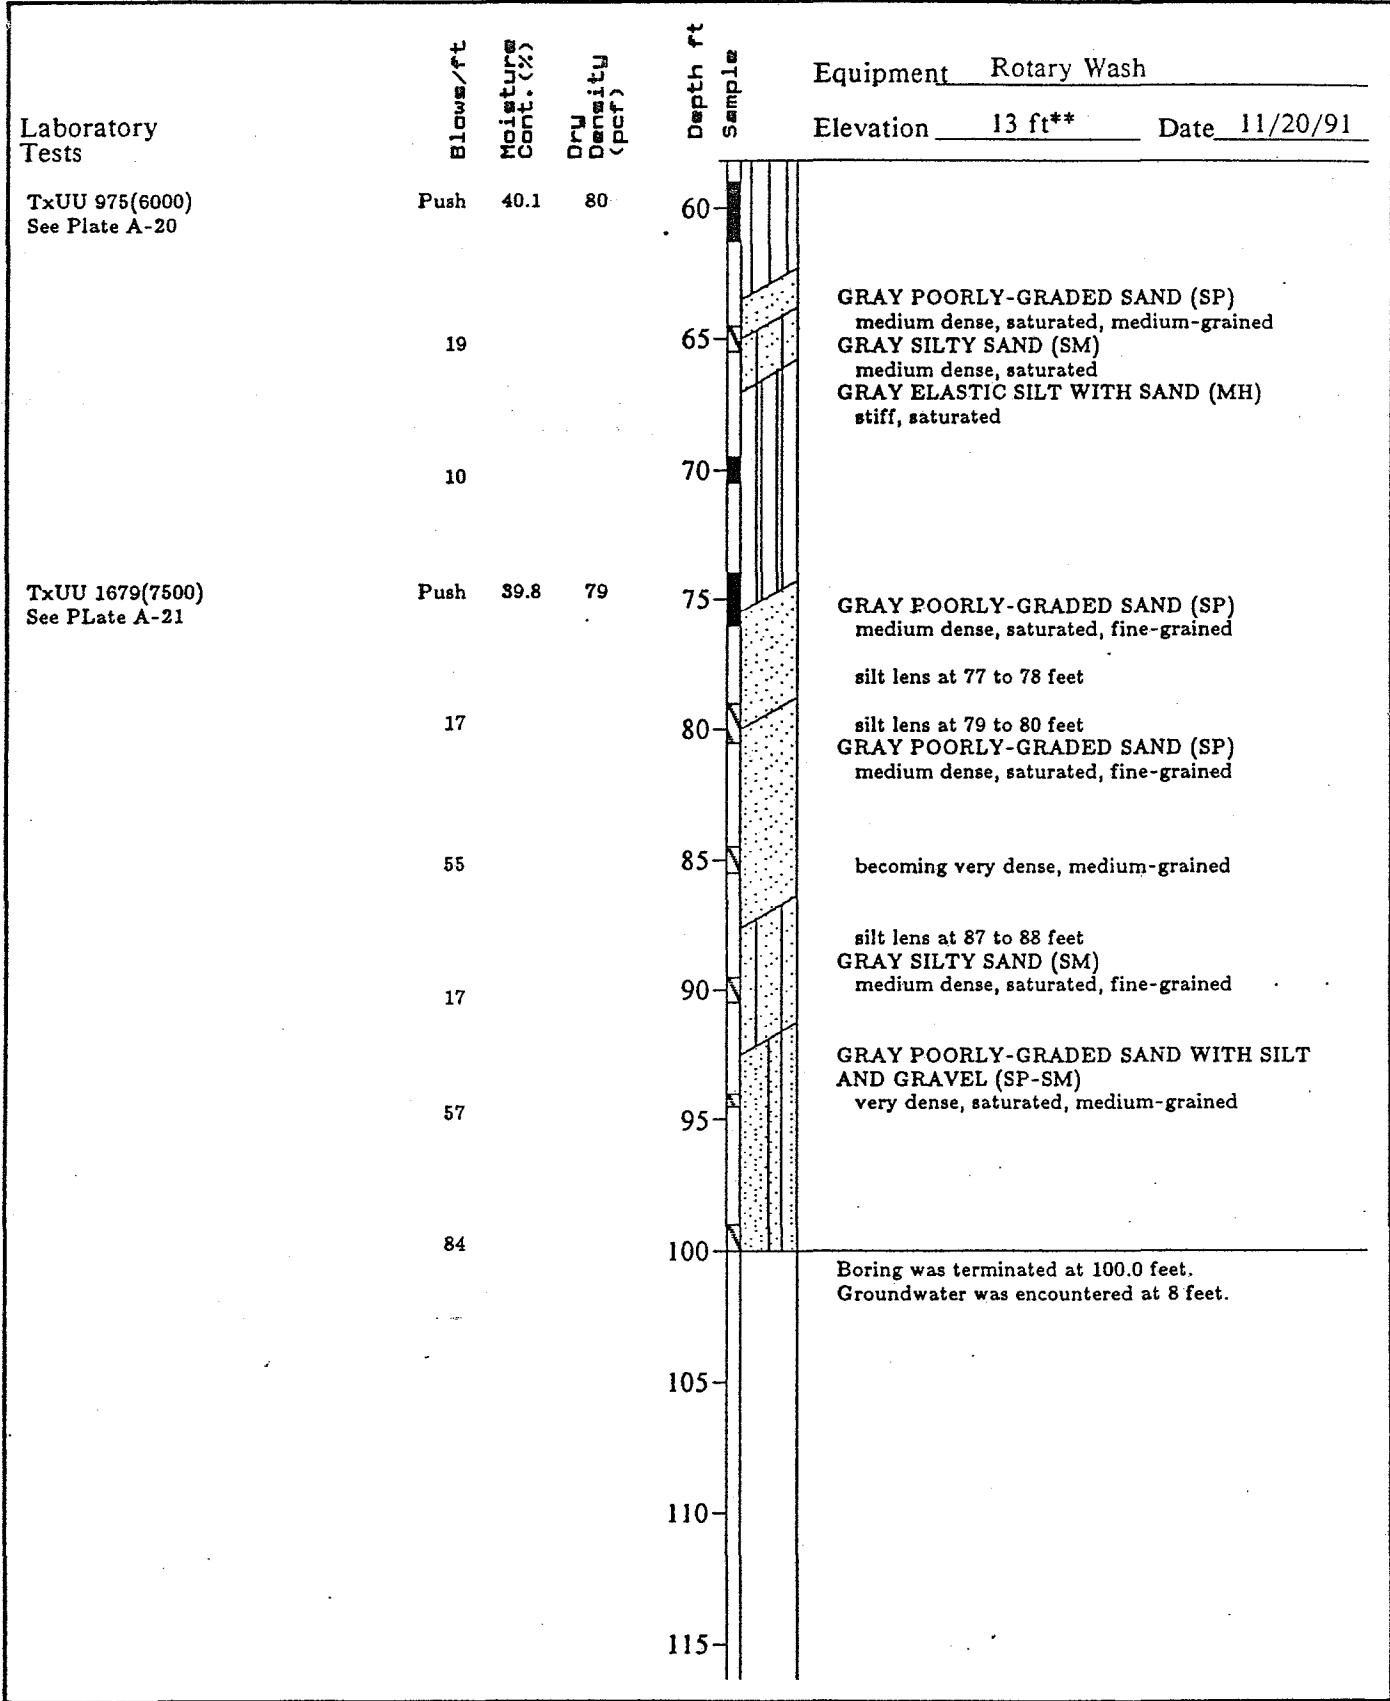 Laboratory
Tests
Blows/ft
Moisture
Cont. (%)
Dry
Density
(pcf)
Depth ft
Sample
Equipment Rotary Wash
Elevation 13 ft** Date 11/20/91
TxUU 975(6000) Push 40.1 80 60
See Plate A-20
GRAY POORLY-GRADED SAND (SP)
medium dense, saturated, medium-grained
19 65 GRAY SILTY SAND (SM)
medium dense, saturated
GRAY ELASTIC SILT WITH SAND (MH)
stiff, saturated
10 70
TxUU 1679(7500) Push 39.8 79 75 GRAY POORLY-GRADED SAND (SP)
See PLate A-21
medium dense, saturated, fine-grained
silt lens at 77 to 78 feet
17 80 silt lens at 79 to 80 feet
GRAY POORLY-GRADED SAND (SP)
medium dense, saturated, fine-grained
55 85 becoming very dense, medium-grained
silt lens at 87 to 88 feet
GRAY SILTY SAND (SM)
17 90 medium dense, saturated, fine-grained
GRAY POORLY-GRADED SAND WITH SILT
AND GRAVEL (SP-SM)
57 95 very dense, saturated, medium-grained
84 100
Boring was terminated at 100.0 feet.
Groundwater was encountered at 8 feet.
105
110
115